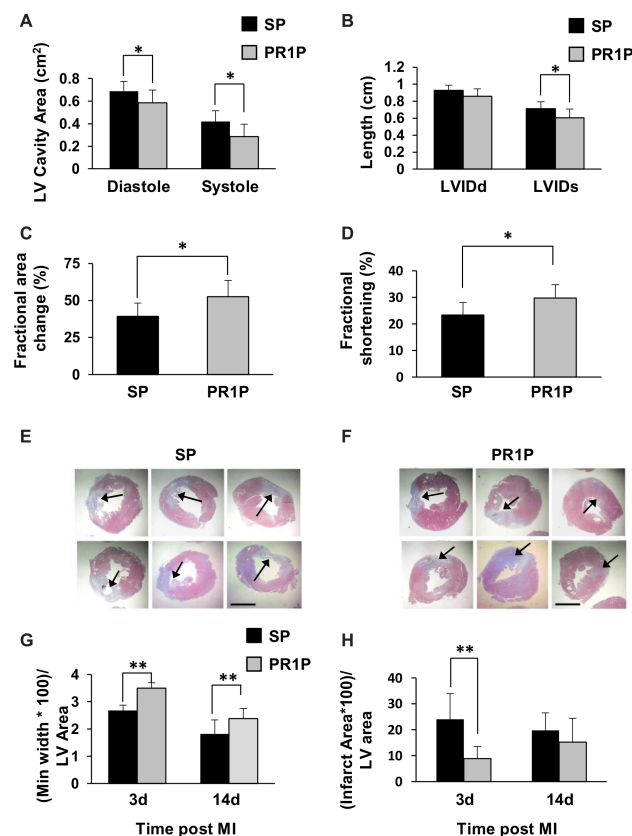 A
SP
PR1P
LV Cavity Area (cm²)
0.8
0.6
0.4
0.2
0
*
*
Diastole
Systole
B
SP
PR1P
Length (cm)
1.2
1
0.8
0.6
0.4
0.2
0
*
LVIDd
LVIDs
C
Fractional area
change (%)
75
50
25
0
*
SP
PR1P
D
Fractional
shortening (%)
40
30
20
10
0
*
SP
PR1P
E
SP
F
PR1P
G
SP
PR1P
(Min width * 100)/
LV Area
4
3
2
1
0
**
**
3d
14d
Time post MI
H
(Infarct Area*100)/
LV area
40
30
20
10
0
**
3d
14d
Time post MI